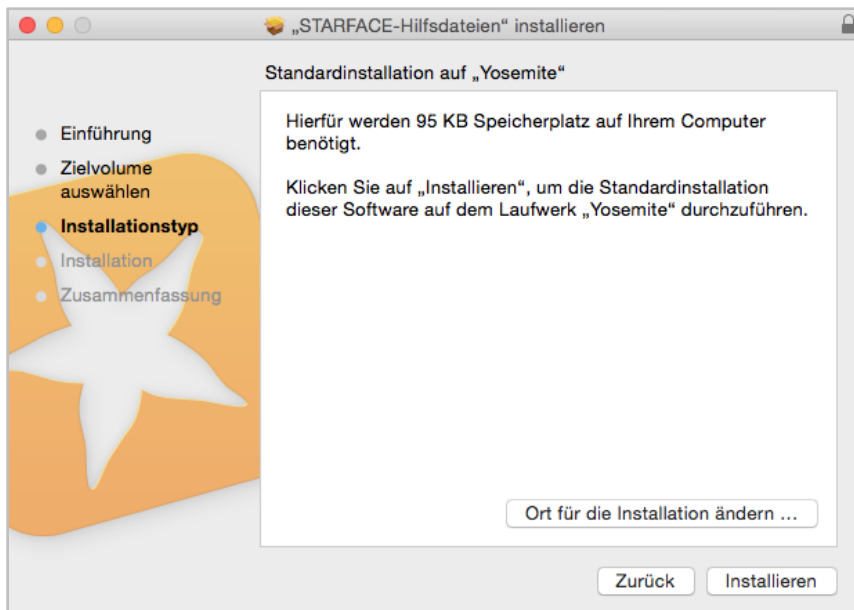 „STARFACE-Hilfsdateien“ installieren
Standardinstallation auf „Yosemite“
Einführung
Zielvolume
auswählen
Installationstyp
Installation
Zusammenfassung
Hierfür werden 95 KB Speicherplatz auf Ihrem Computer
benötigt.
Klicken Sie auf „Installieren“, um die Standardinstallation
dieser Software auf dem Laufwerk „Yosemite“ durchzuführen.
Ort für die Installation ändern ...
Zurück
Installieren